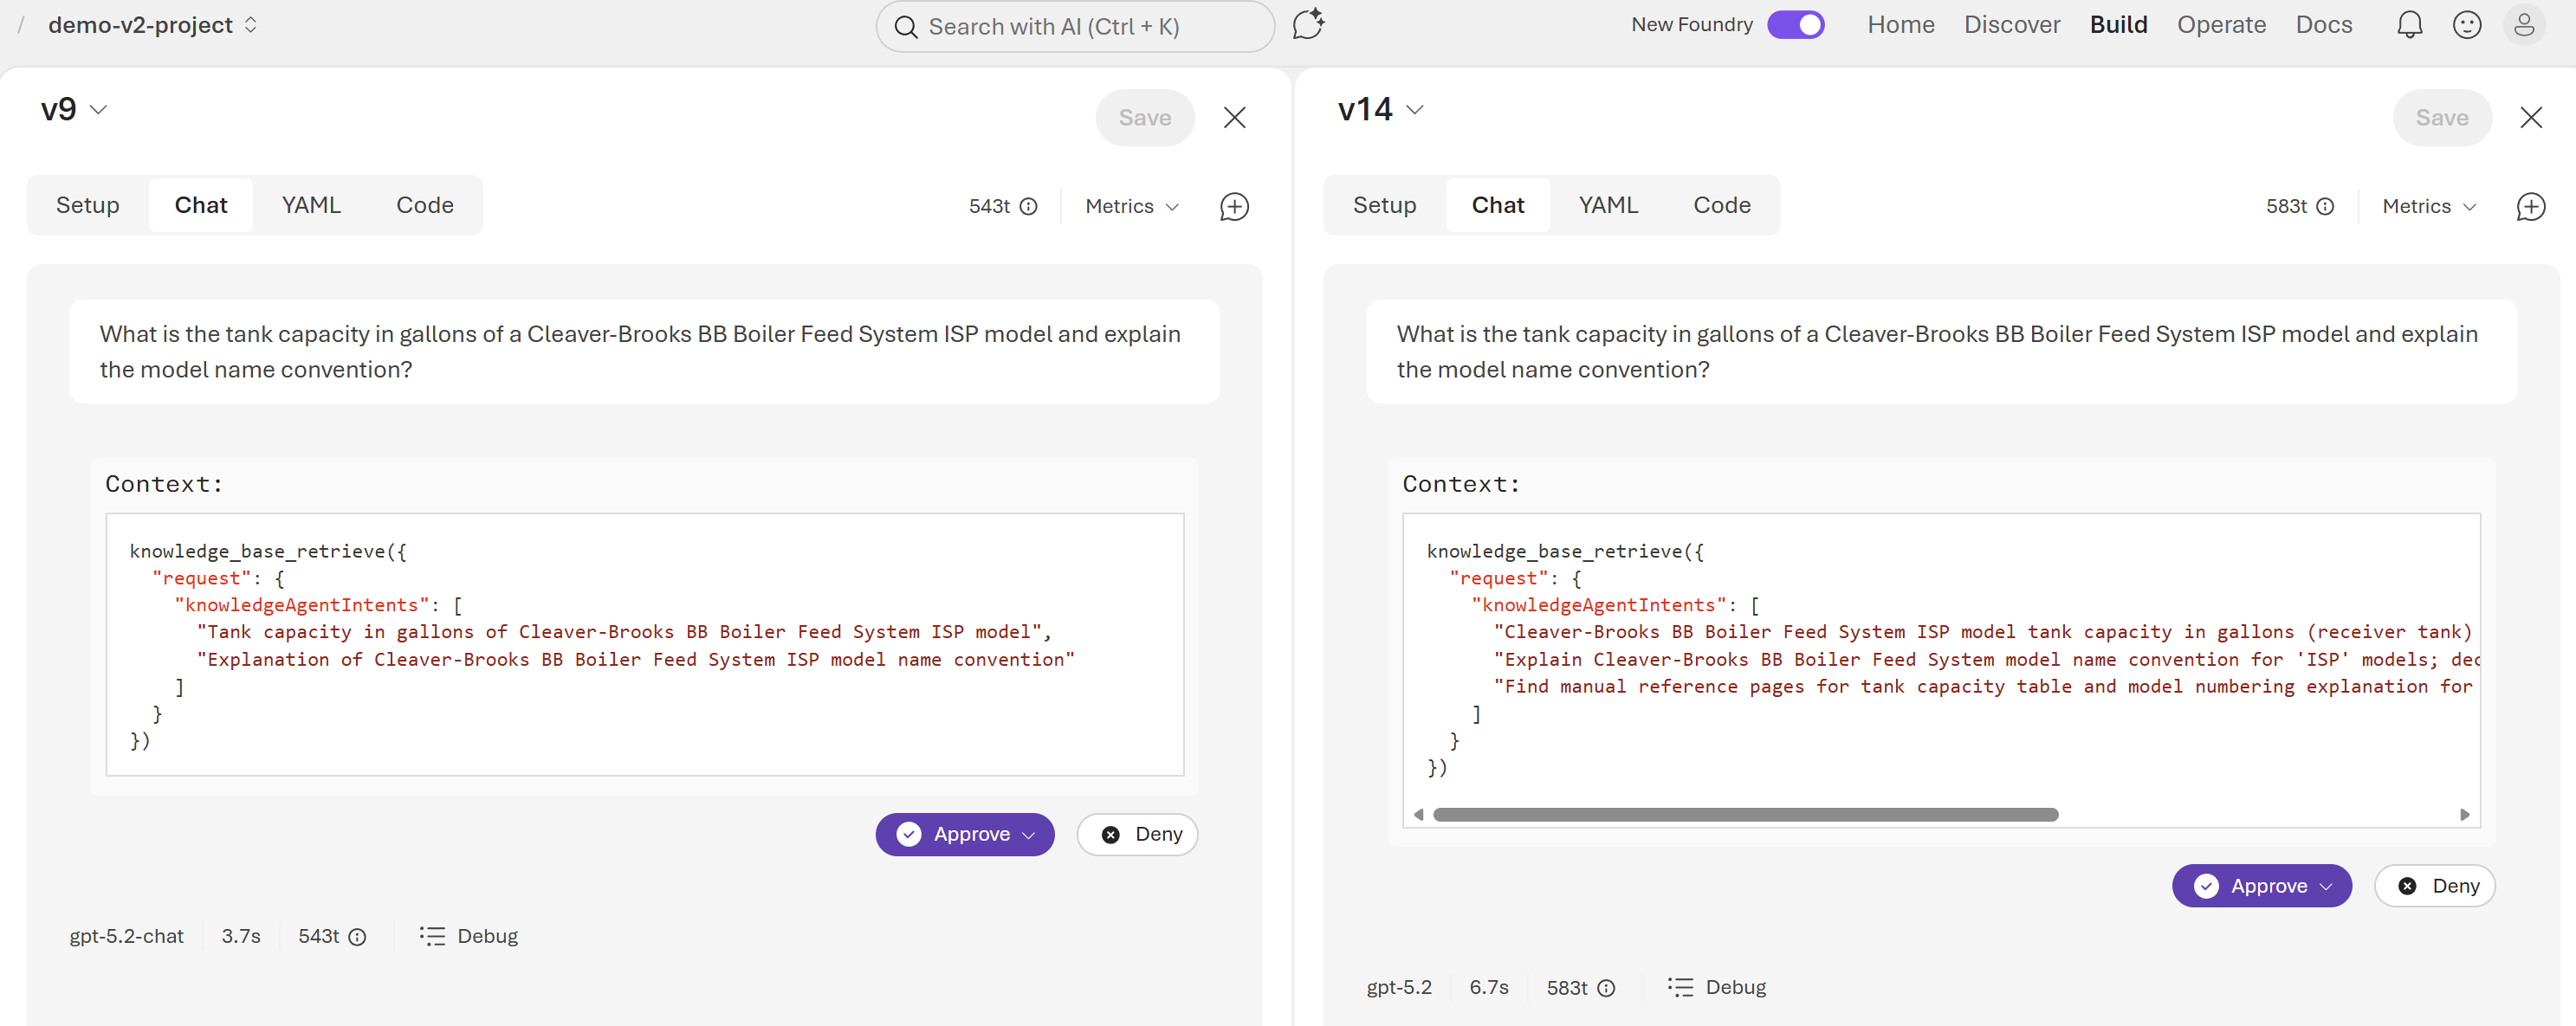 / demo-v2-project
Search with AI (Ctrl + K)
New Foundry
Home Discover Build Operate Docs
v9
Save
Setup Chat YAML Code
543t
Metrics
What is the tank capacity in gallons of a Cleaver-Brooks BB Boiler Feed System ISP model and explain
the model name convention?
Context:
knowledge_base_retrieve({
"request": {
"knowledgeAgentIntents": [
"Tank capacity in gallons of Cleaver-Brooks BB Boiler Feed System ISP model",
"Explanation of Cleaver-Brooks BB Boiler Feed System ISP model name convention"
]
}
})
Approve
Deny
gpt-5.2-chat 3.7s 543t Debug
v14
Save
Setup Chat YAML Code
583t
Metrics
What is the tank capacity in gallons of a Cleaver-Brooks BB Boiler Feed System ISP model and explain
the model name convention?
Context:
knowledge_base_retrieve({
"request": {
"knowledgeAgentIntents": [
"Cleaver-Brooks BB Boiler Feed System ISP model tank capacity in gallons (receiver tank)
"Explain Cleaver-Brooks BB Boiler Feed System model name convention for 'ISP' models;
"Find manual reference pages for tank capacity table and model numbering explanation for
]
}
})
Approve
Deny
gpt-5.2 6.7s 583t Debug